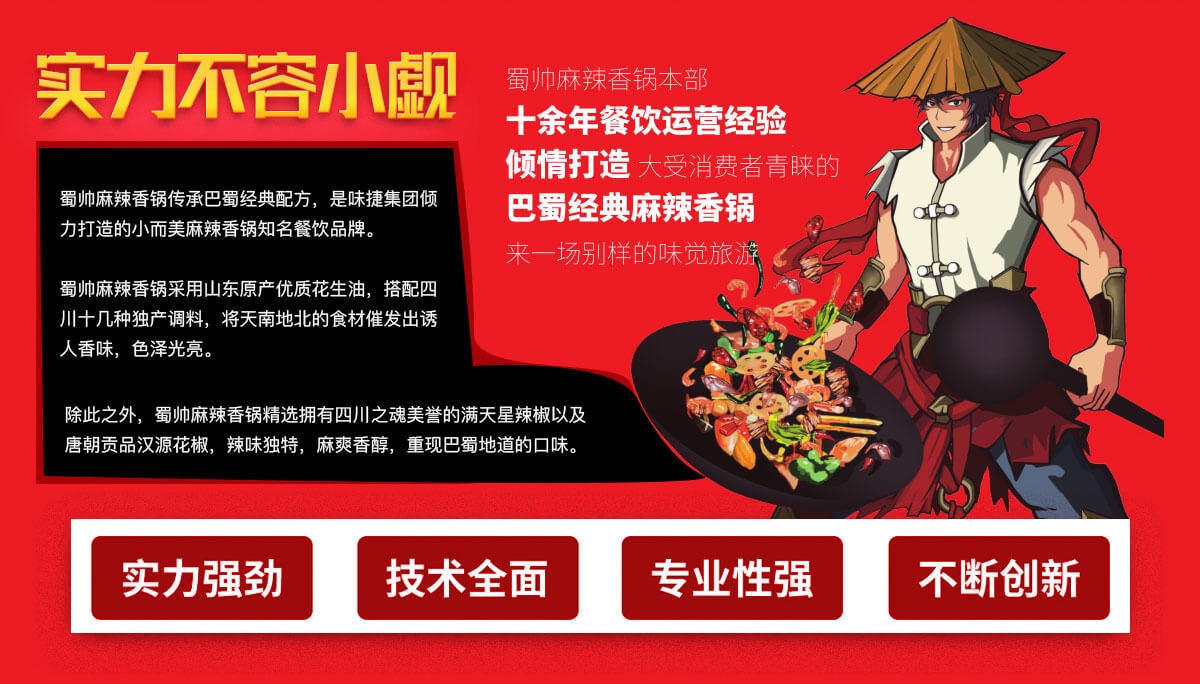 实力不容小觑
蜀帅麻辣香锅传承巴蜀经典配方，是味捷集团倾
力打造的小而美麻辣香锅知名餐饮品牌。
蜀帅麻辣香锅采用山东原产优质花生油，搭配四
川十几种独产调料，将天南地北的食材催发出诱
人香味，色泽光亮。
除此之外，蜀帅麻辣香锅精选拥有四川之魂美誉的满天星辣椒以及
唐朝贡品汉源花椒，辣味独特，麻爽香醇，重现巴蜀地道的口味。
蜀帅麻辣香锅本部
十余年餐饮运营经验
倾情打造 大受消费者青睐的
巴蜀经典麻辣香锅
来一场别样的味觉旅游
实力强劲
技术全面
专业性强
不断创新